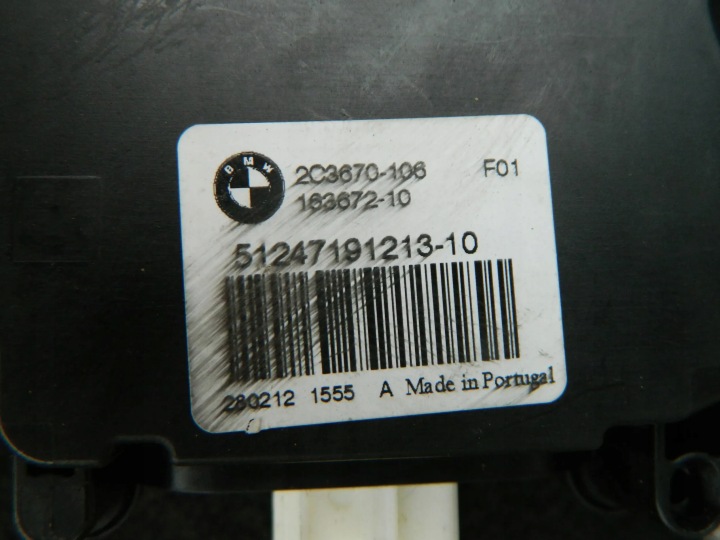 BMW
2C3670-106 F01
163672-10
51247191213-10
280212 1555 A Made in Portugal